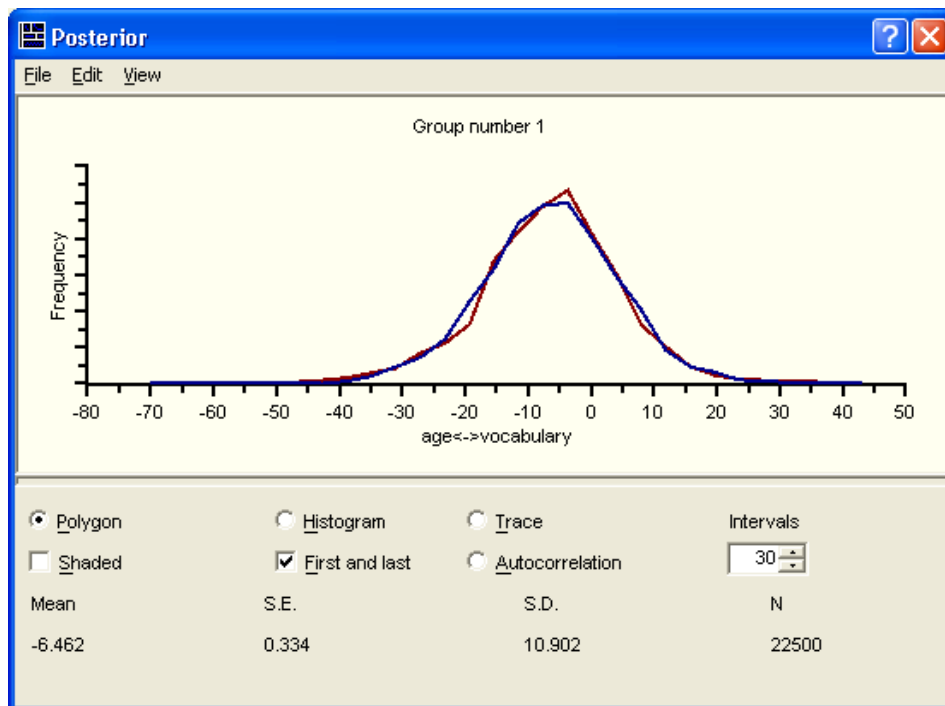 Posterior
File Edit View
Group number 1
Frequency
-80 -70 -60 -50 -40 -30 -20 -10 0 10 20 30 40 50
age<->vocabulary
Polygon Histogram Trace Intervals
Shaded First and last Autocorrelation 30
Mean S.E. S.D. N
-6.462 0.334 10.902 22500